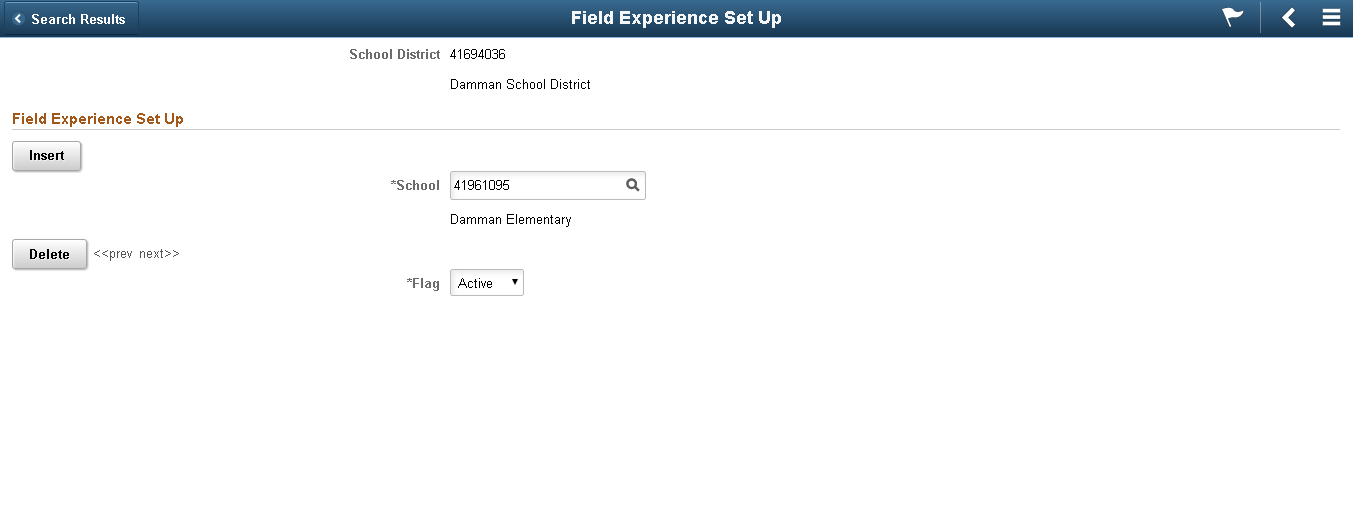 Search Results
Field Experience Set Up
School District 41694036
Damman School District
Field Experience Set Up
Insert
*School 41961095
Damman Elementary
Delete <<prev next>>
*Flag Active